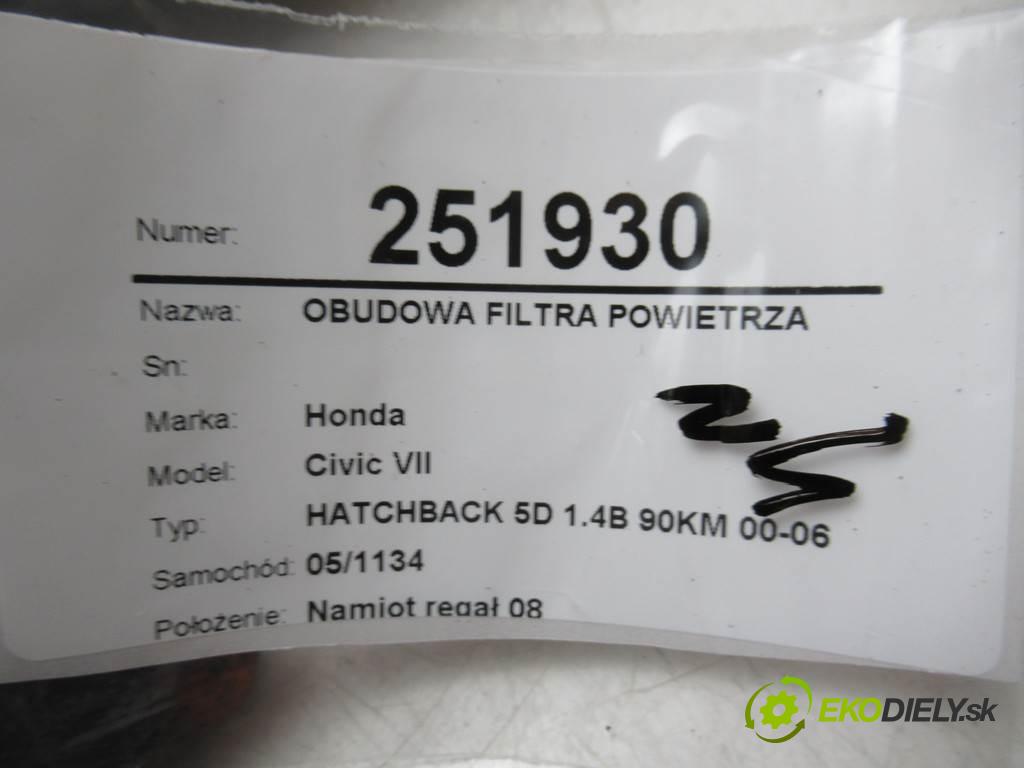 Numer: 251930
Nazwa: OBUDOWA FILTRA POWIETRZA
Sn:
Marka: Honda
Model: Civic VII
Typ: HATCHBACK 5D 1.4B 90KM 00-06
Samochód: 05/1134
Położenie: Namiot regał 08
EKODIELY.sk